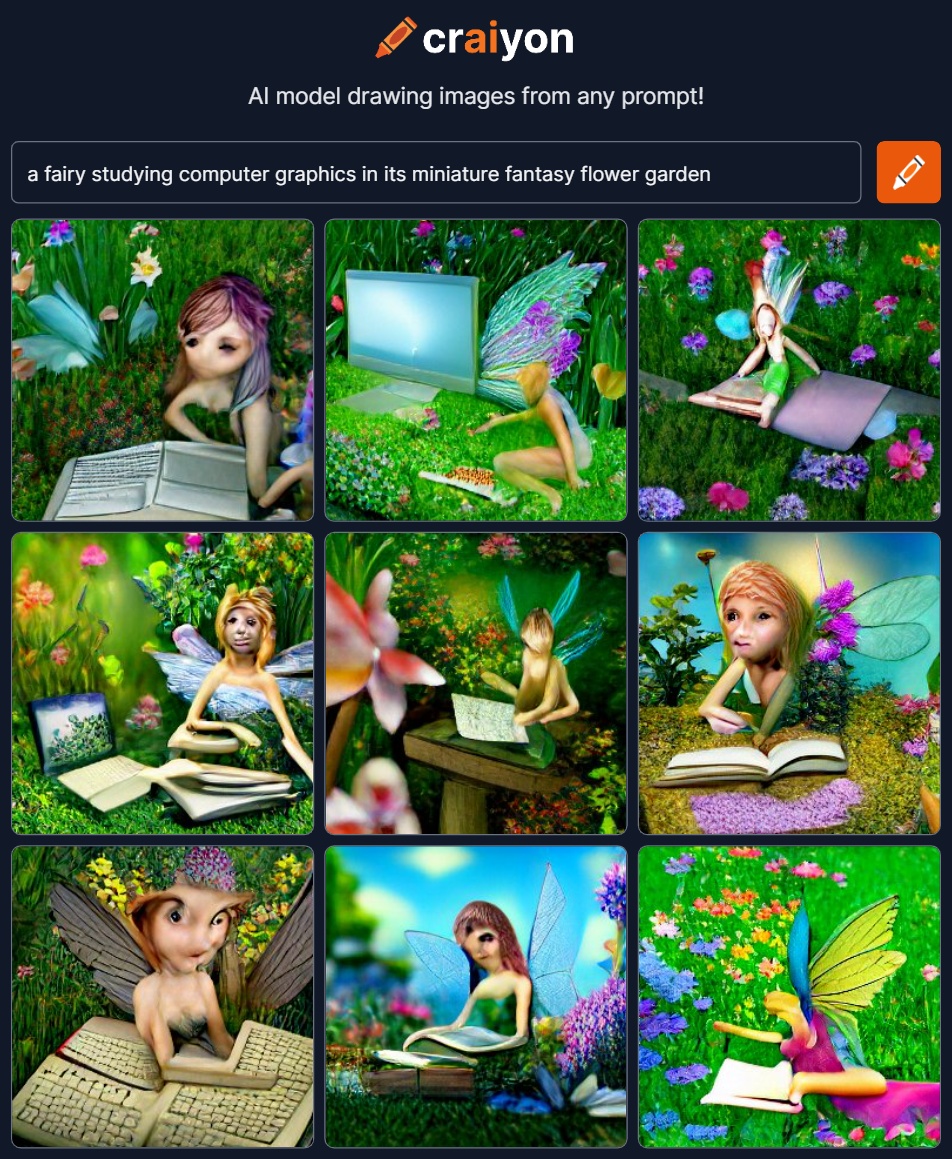 craiyon
AI model drawing images from any prompt!
a fairy studying computer graphics in its miniature fantasy flower garden